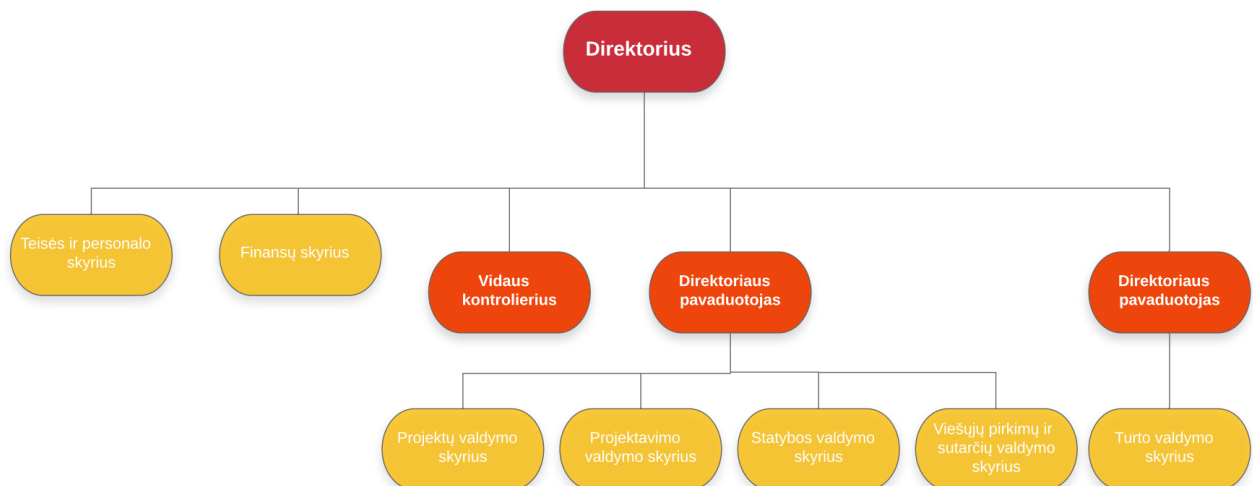 Direktorius
Teisės ir personalo
skyrius
Finansų skyrius
Vidaus
kontrolierius
Direktoriaus
pavaduotojas
Direktoriaus
pavaduotojas
Projektų valdymo
skyrius
Projektavimo
valdymo skyrius
Statybos valdymo
skyrius
Viešųjų pirkimų ir
sutarčių valdymo
skyrius
Turto valdymo
skyrius